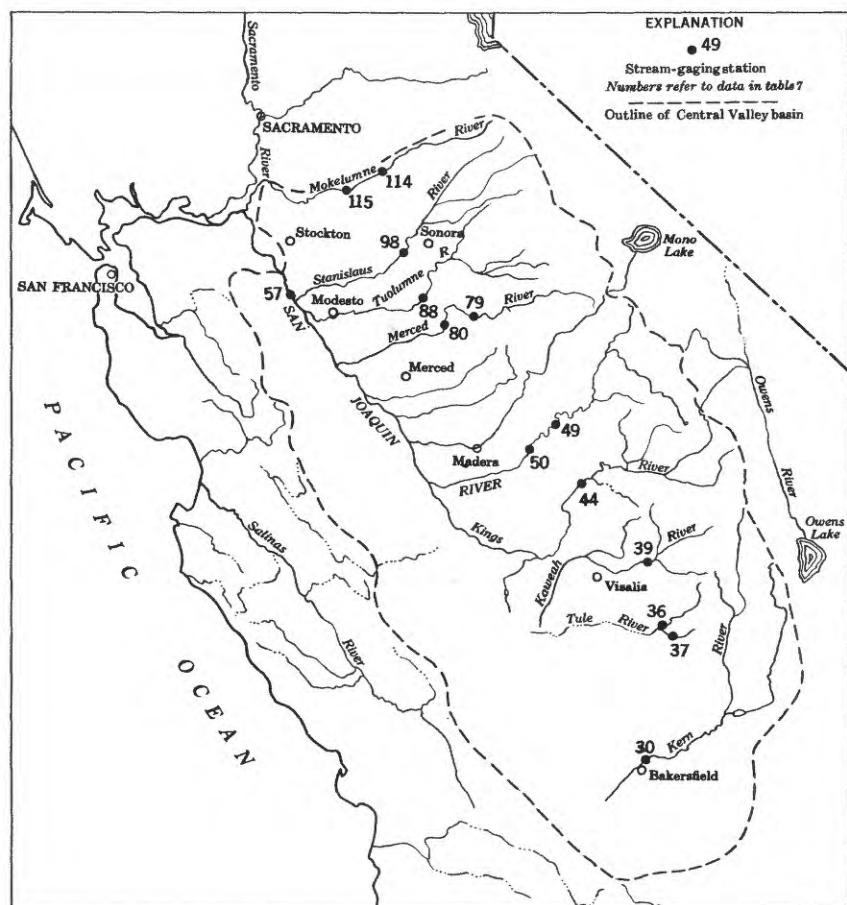 EXPLANATION
49
Stream-gaging station
Numbers refer to data in table 7
Outline of Central Valley basin
Sacramento
River
SACRAMENTO
Mokelumne
River
114
115
River
Stockton
Sonora
98
R.
SAN FRANCISCO
Stanislaus
Tuolumne
57
SAN
JOAQUIN
RIVER
Modesto
88
79
River
Merced
80
Merced
Mono
Lake
Owens
River
Owens
Lake
49
Madera
50
44
River
Kings
39
River
Kaweah
Visalia
Tule
River
36
37
River
30
Kern
Bakersfield
Salinas
River
PACIFIC
OCEAN